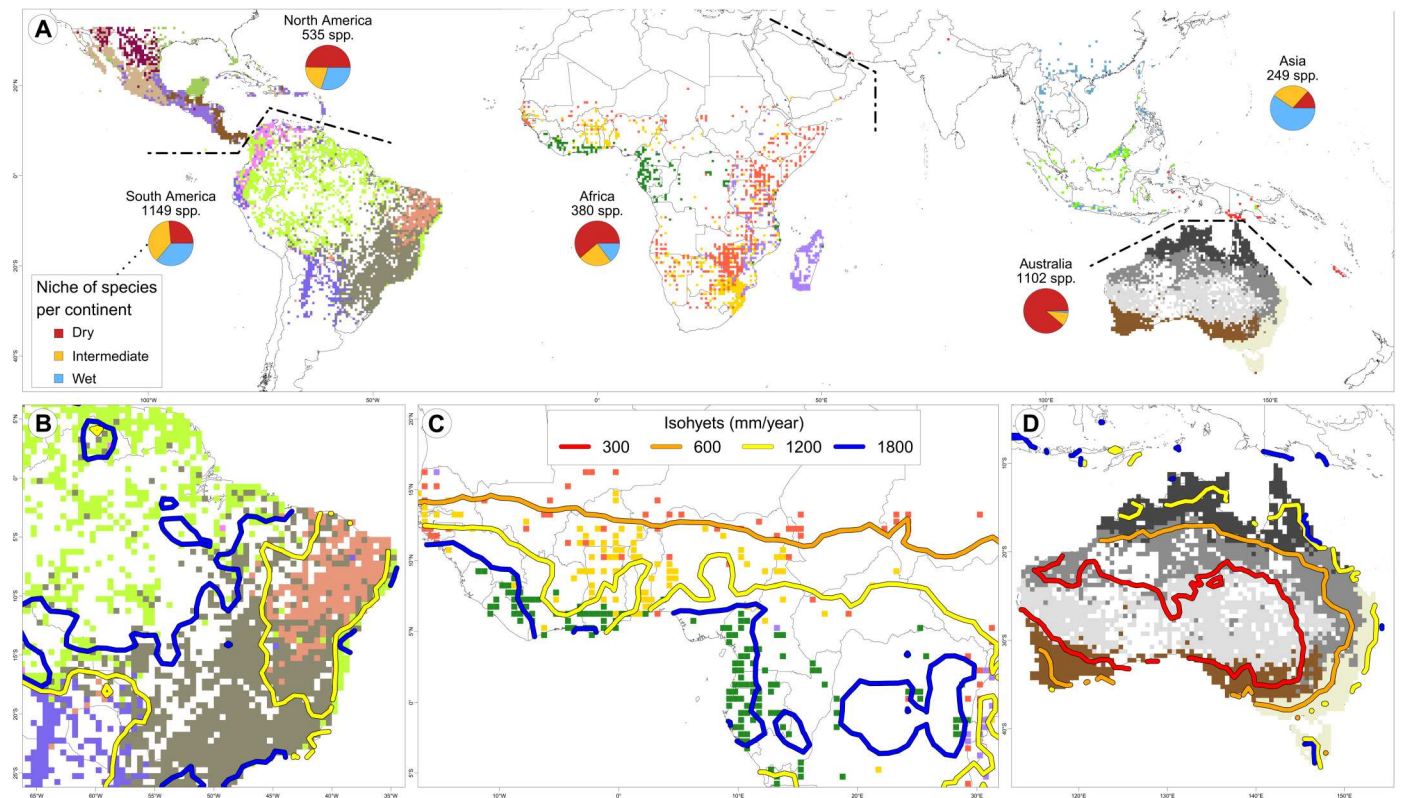 A
North America
535 spp.
Asia
249 spp.
South America
1149 spp.
Africa
380 spp.
Australia
1102 spp.
Niche of species
per continent
Dry
Intermediate
Wet
20°N
0°
20°S
40°S
100°W
50°W
0°
50°E
100°E
150°E
B
5°N
0°
5°S
10°S
15°S
20°S
25°S
65°W
60°W
55°W
50°W
45°W
40°W
35°W
C
Isohyets (mm/year)
300
600
1200
1800
20°N
15°N
10°N
5°N
0°
5°S
10°W
0°
10°E
20°E
30°E
D
10°S
20°S
30°S
40°S
120°E
130°E
140°E
150°E